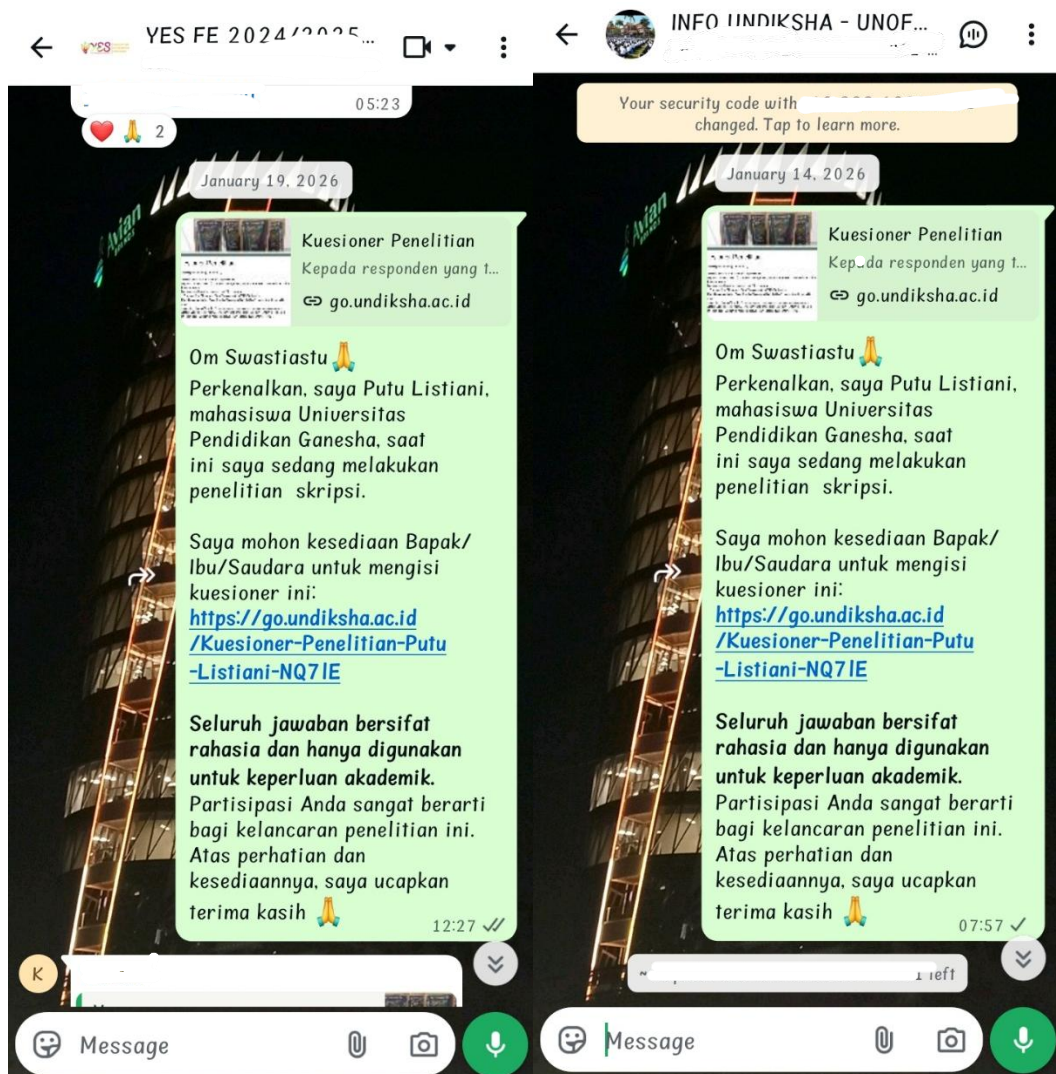 YES FE 2024/2025...
05:23
2
January 19, 2026
Kuesioner Penelitian
Kepada responden yang t...
go.undiksha.ac.id
Om Swastiastu🙏
Perkenalkan, saya Putu Listiani,
mahasiswa Universitas
Pendidikan Ganesha, saat
ini saya sedang melakukan
penelitian skripsi.
Saya mohon kesediaan Bapak/
Ibu/Saudara untuk mengisi
kuesioner ini:
https://go.undiksha.ac.id
/Kuesioner-Penelitian-Putu
-Listiani-NQ71E
Seluruh jawaban bersifat
rahasia dan hanya digunakan
untuk keperluan akademik.
Partisipasi Anda sangat berarti
bagi kelancaran penelitian ini.
Atas perhatian dan
kesediaannya, saya ucapkan
terima kasih 🙏
12:27
K
Message
INFO UNDIKSHA - UNOF...
Your security code with
changed. Tap to learn more.
January 14, 2026
Kuesioner Penelitian
Kepada responden yang t...
go.undiksha.ac.id
Om Swastiastu🙏
Perkenalkan, saya Putu Listiani,
mahasiswa Universitas
Pendidikan Ganesha, saat
ini saya sedang melakukan
penelitian skripsi.
Saya mohon kesediaan Bapak/
Ibu/Saudara untuk mengisi
kuesioner ini:
https://go.undiksha.ac.id
/Kuesioner-Penelitian-Putu
-Listiani-NQ71E
Seluruh jawaban bersifat
rahasia dan hanya digunakan
untuk keperluan akademik.
Partisipasi Anda sangat berarti
bagi kelancaran penelitian ini.
Atas perhatian dan
kesediaannya, saya ucapkan
terima kasih 🙏
07:57
left
Message